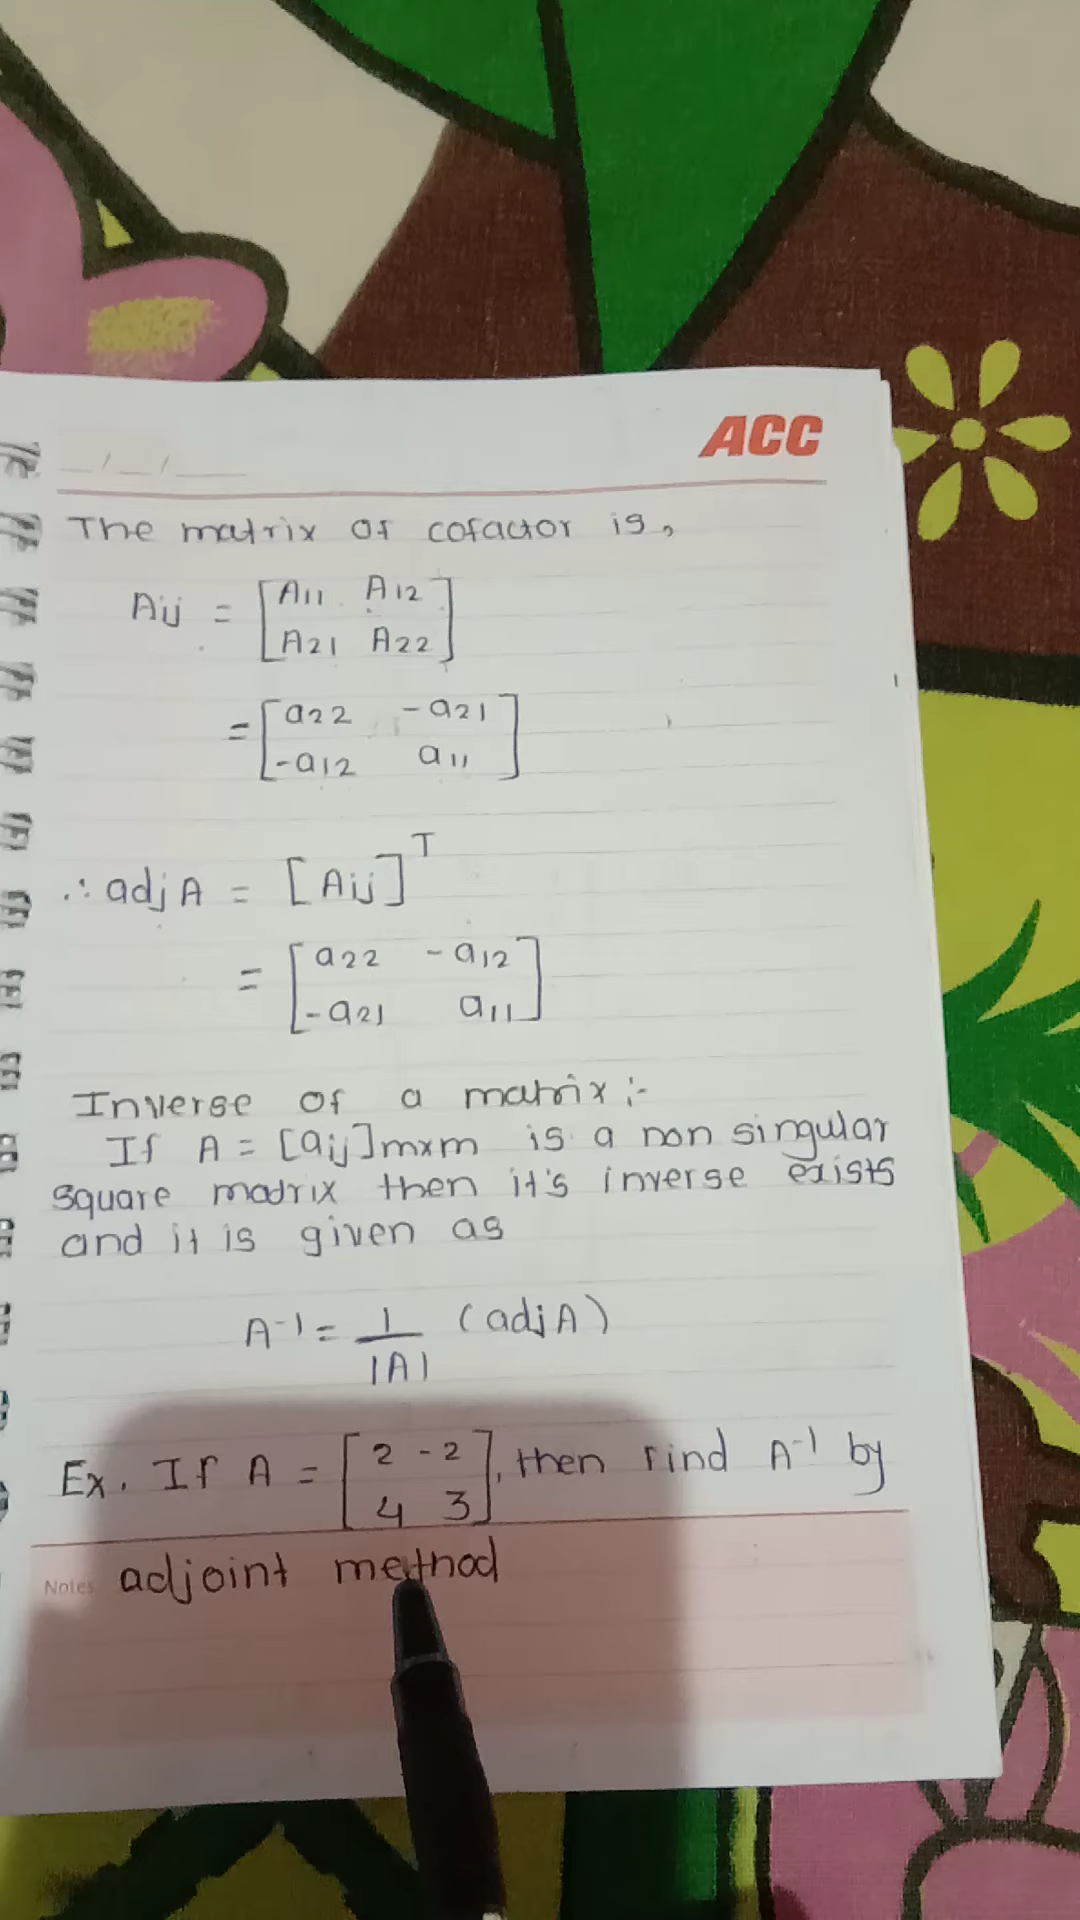 ACC
The matrix of cofactor is,
Aij = [A11 A12
A21 A22]
= [a22 -a21
-a12 a11]
∴ adj A = [Aij]ᵀ
= [a22 -a12
-a21 a11]
Inverse of a matrix :-
If A = [aij]mxm is a non singular
square matrix then it's inverse exists
and it is given as
A⁻¹ = 1/|A| (adj A)
Ex. If A = [2 -2
4 3], then find A⁻¹ by
Notes adjoint method